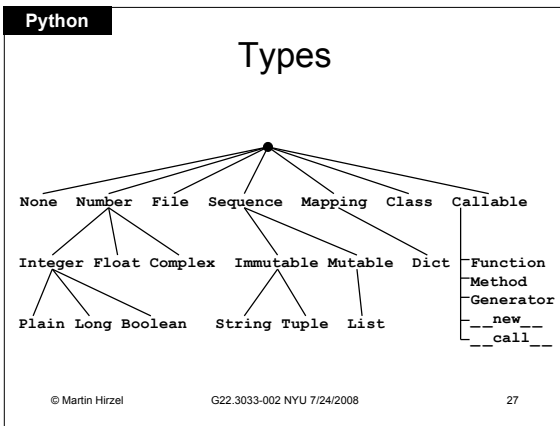 Python
Types
None Number File Sequence Mapping Class Callable
Integer Float Complex Immutable Mutable Dict Function
Method
Generator
Plain Long Boolean String Tuple List __new__
__call__
© Martin Hirzel G22.3033-002 NYU 7/24/2008 27